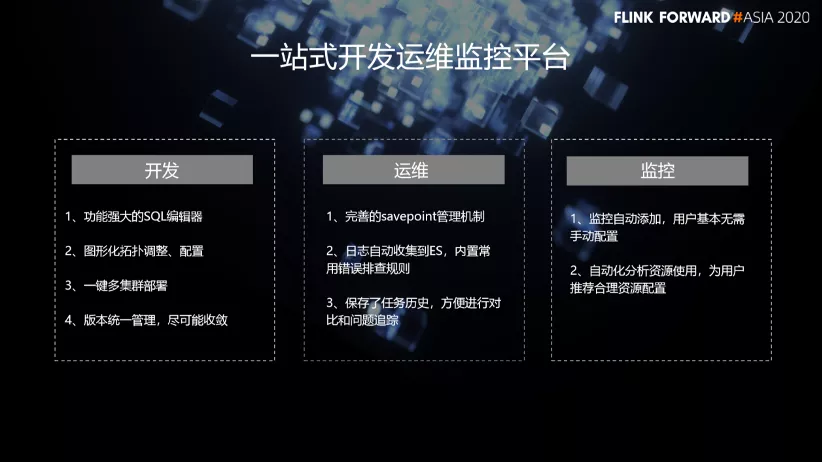 FLINK FORWARD #ASIA 2020
一站式开发运维监控平台
开发
1、功能强大的SQL编辑器
2、图形化拓扑调整、配置
3、一键多集群部署
4、版本统一管理，尽可能收敛
运维
1、完善的savepoint管理机制
2、日志自动收集到ES，内置常
用错误排查规则
3、保存了任务历史，方便进行对
比和问题追踪
监控
1、监控自动添加，用户基本无需
手动配置
2、自动化分析资源使用，为用户
推荐合理资源配置